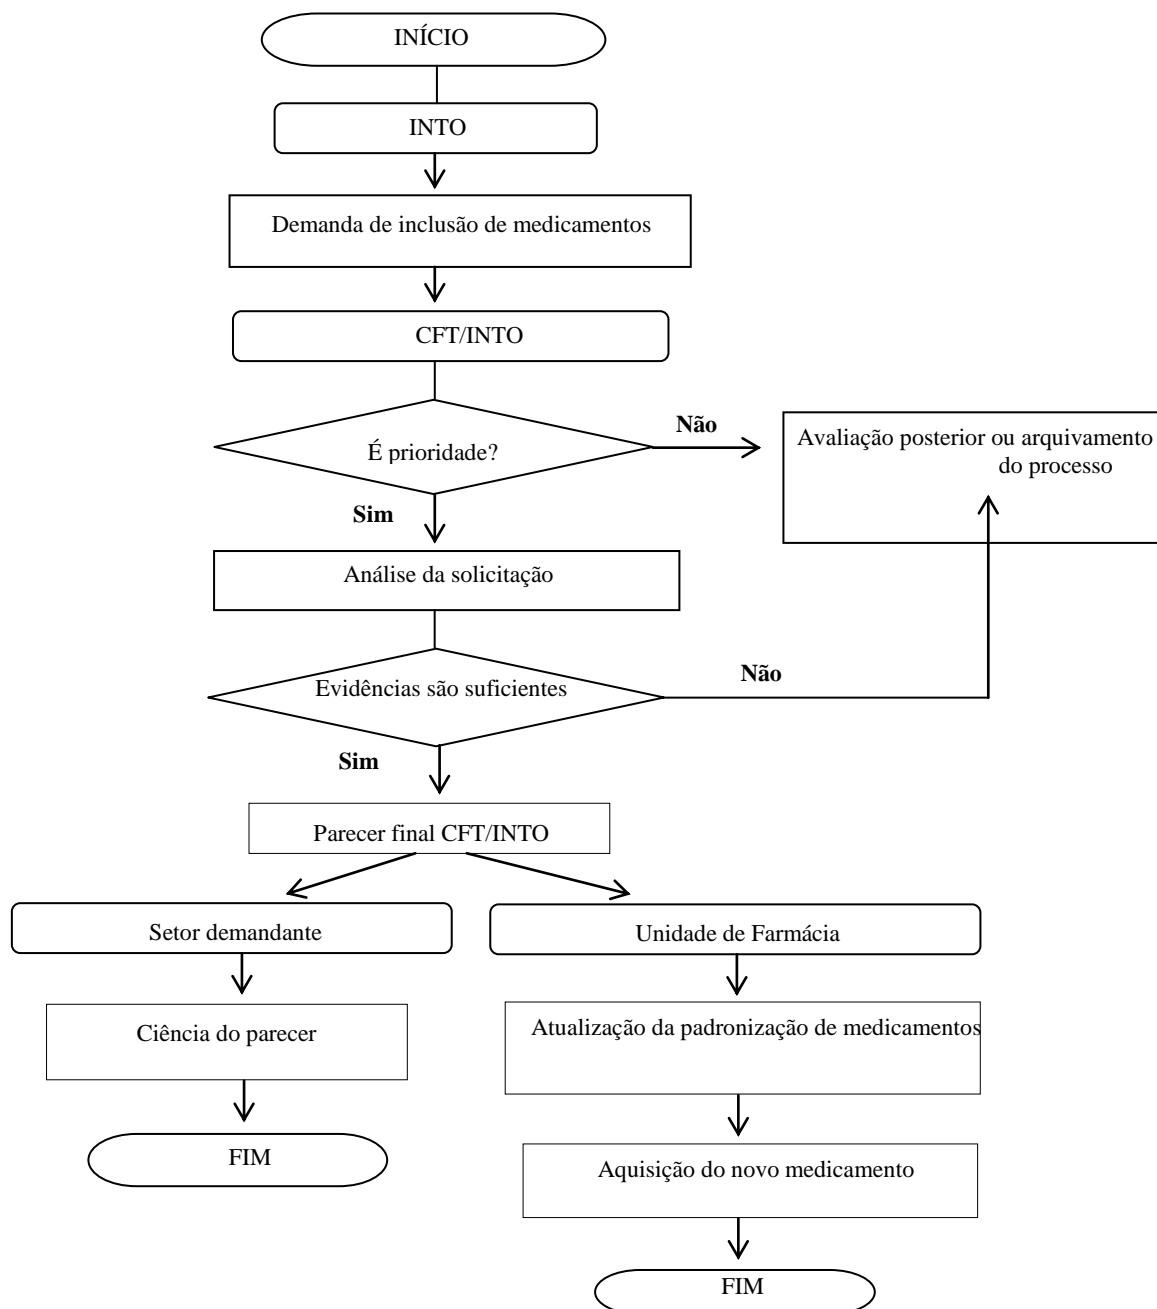 INÍCIO
INTO
Demanda de inclusão de medicamentos
CFT/INTO
É prioridade?
Não
Avaliação posterior ou arquivamento
do processo
Sim
Análise da solicitação
Evidências são suficientes
Não
Sim
Parecer final CFT/INTO
Setor demandante
Unidade de Farmácia
Ciência do parecer
Atualização da padronização de medicamentos
FIM
Aquisição do novo medicamento
FIM